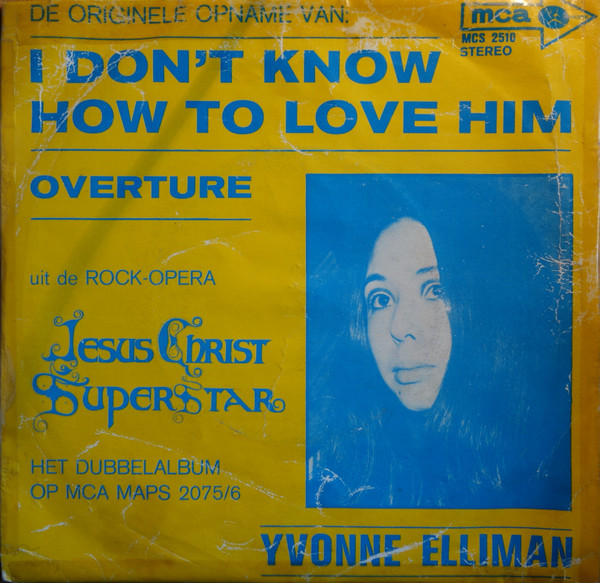 DE ORIGINELE OPNAMIE VAN:
mca
MCS 2510
STEREO
I DON'T KNOW
HOW TO LOVE HIM
OVERTURE
uit de ROCK-OPERA
JESUS CHRIST
SUPERSTAR
HET DUBBELALBUM
OP MCA MAPS 2075/6
YVONNE ELLIMAN